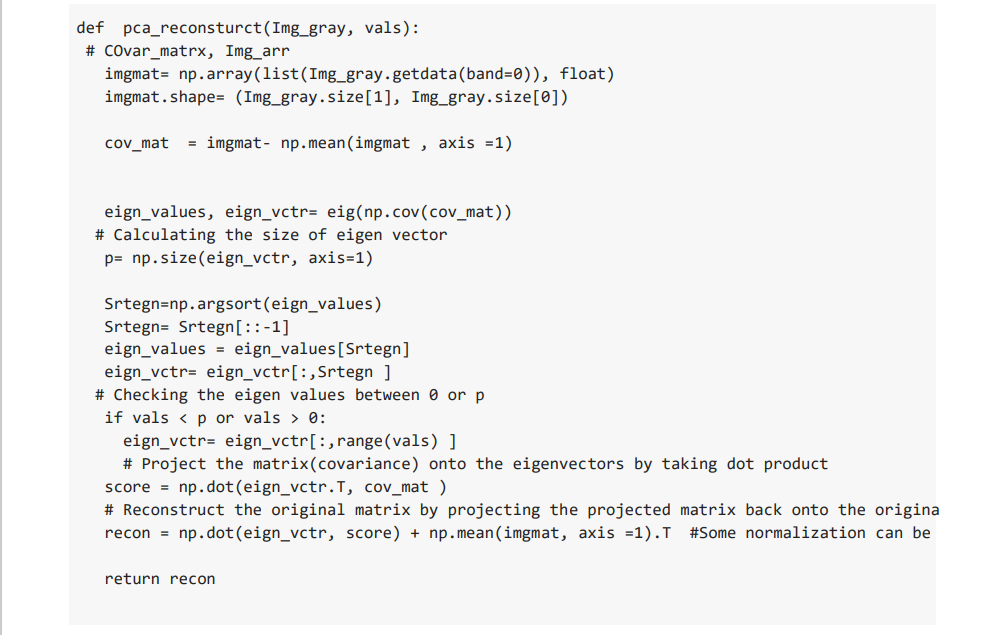 def  pca_reconsturct(Img_gray, vals):
# COvar_matrx, Img_arr
imgmat= np.array(list(Img_gray.getdata(band=0)), float)
imgmat.shape= (Img_gray.size[1], Img_gray.size[0])
cov_mat  = imgmat- np.mean(imgmat , axis =1)
eign_values, eign_vctr= eig(np.cov(cov_mat))
# Calculating the size of eigen vector
p= np.size(eign_vctr, axis=1)
Srtegn=np.argsort(eign_values)
Srtegn= Srtegn[::-1]
eign_values = eign_values[Srtegn]
eign_vctr= eign_vctr[:,Srtegn ]
# Checking the eigen values between 0 or p
if vals < p or vals > 0:
eign_vctr= eign_vctr[:,range(vals) ]
# Project the matrix(covariance) onto the eigenvectors by taking dot product
score = np.dot(eign_vctr.T, cov_mat )
# Reconstruct the original matrix by projecting the projected matrix back onto the origina
recon = np.dot(eign_vctr, score) + np.mean(imgmat, axis =1).T  #Some normalization can be
return recon